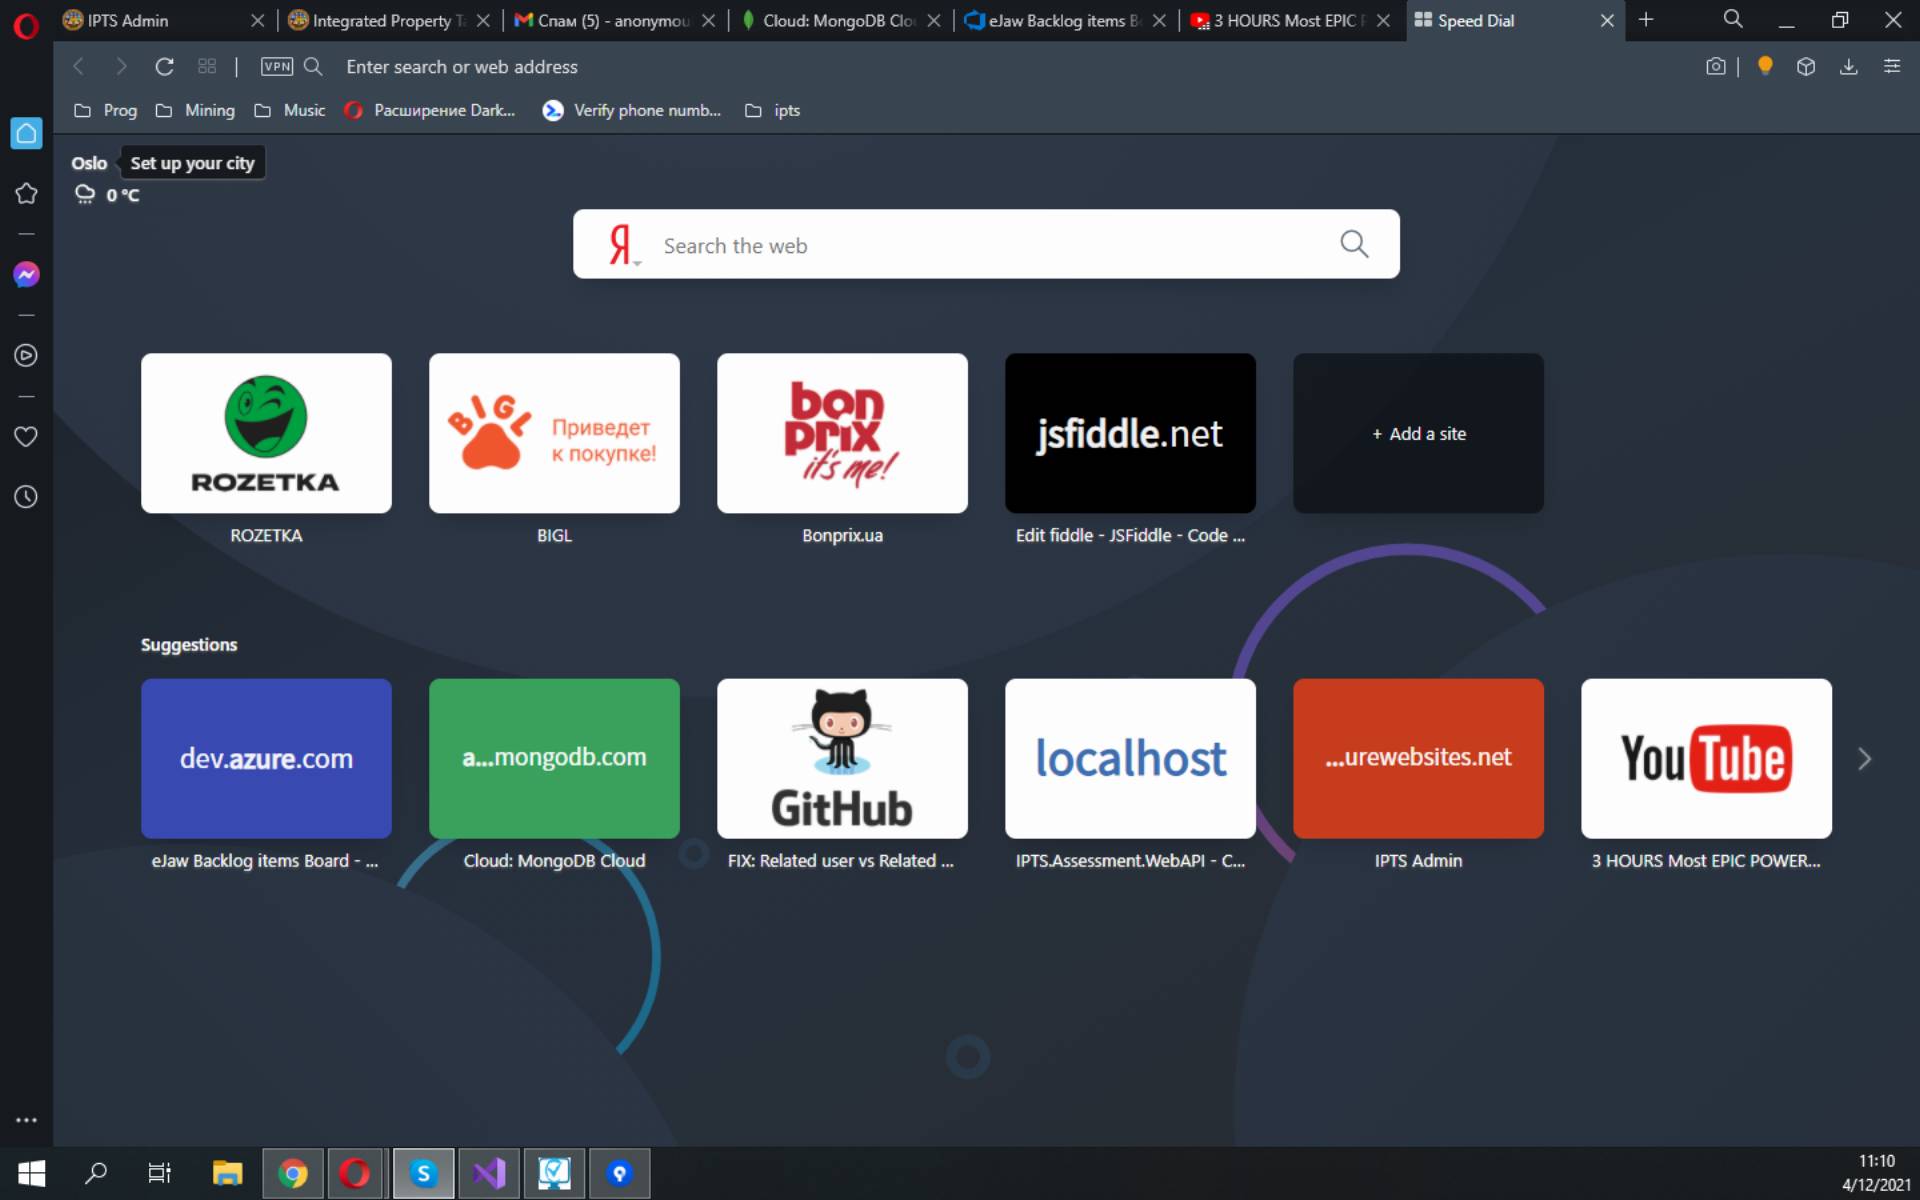 IPTS Admin
Integrated Property Ta
Спам (5) - anonymou
Cloud: MongoDB Clou
eJaw Backlog items Bo
3 HOURS Most EPIC P
Speed Dial
VPN
Enter search or web address
Prog
Mining
Music
Расширение Dark...
Verify phone numb...
ipts
Oslo
Set up your city
0 °C
Я
Search the web
ROZETKA
BIGL
Приведет
к покупке!
bon
prix
it's me!
jsfiddle.net
+ Add a site
ROZETKA
BIGL
Bonprix.ua
Edit fiddle - JSFiddle - Code ...
Suggestions
dev.azure.com
a...mongodb.com
GitHub
localhost
...urewebsites.net
YouTube
eJaw Backlog items Board - ...
Cloud: MongoDB Cloud
FIX: Related user vs Related ...
IPTS.Assessment.WebAPI - C...
IPTS Admin
3 HOURS Most EPIC POWER...
S
11:10
4/12/2021